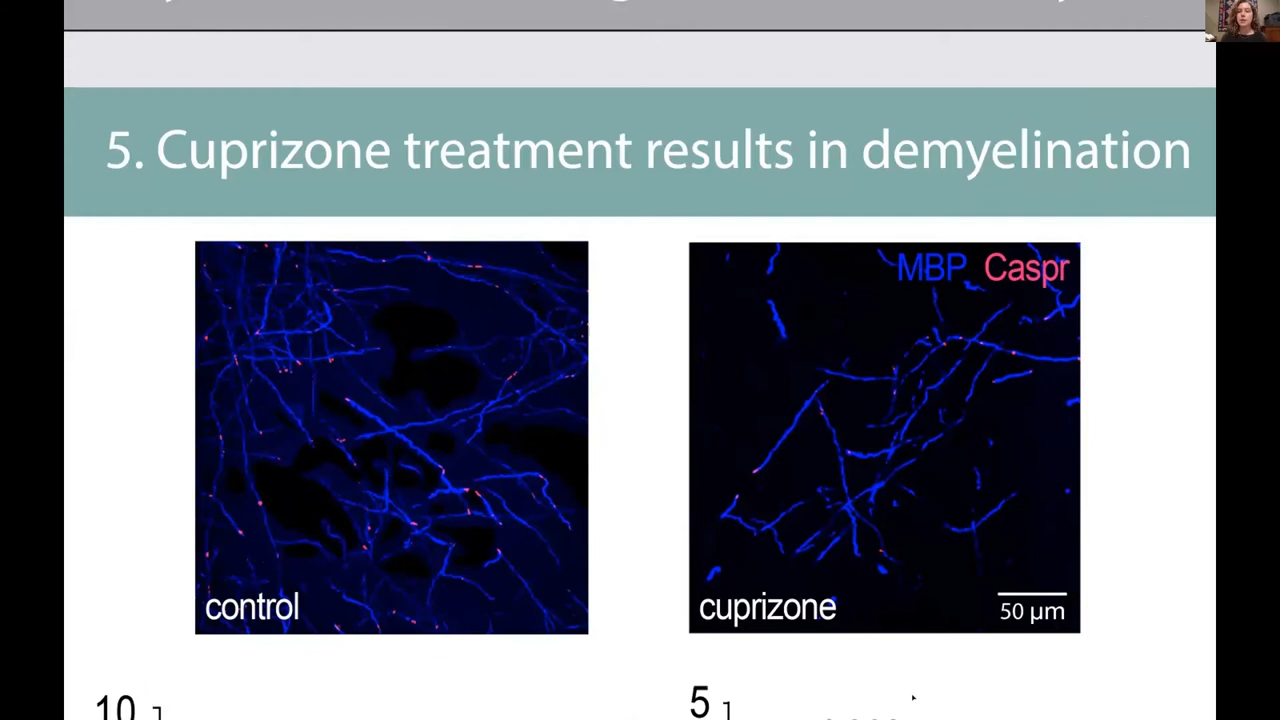 5. Cuprizone treatment results in demyelination
MBP Caspr
control
cuprizone
50 µm
10
5